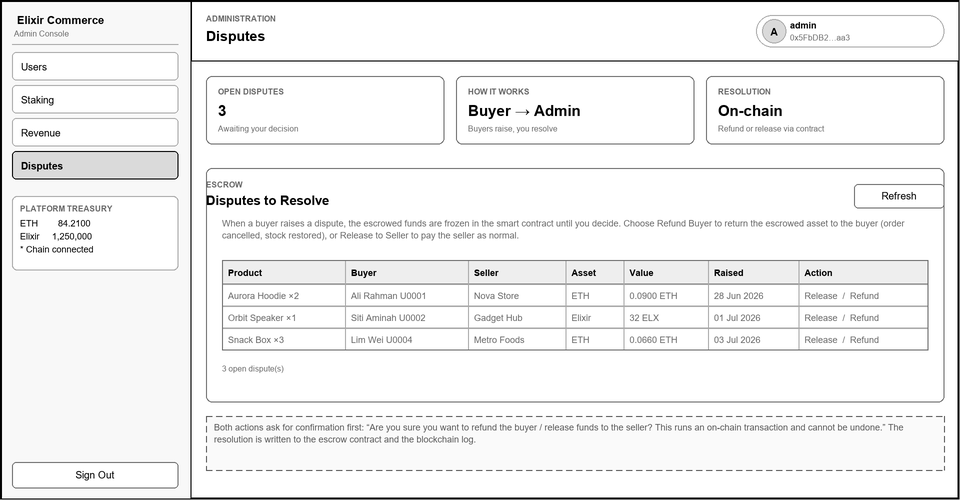 Elixir Commerce
Admin Console
Users
Staking
Revenue
Disputes
PLATFORM TREASURY
ETH 84.2100
Elixir 1,250,000
* Chain connected
Sign Out
ADMINISTRATION
Disputes
A
admin
0x5FbDB2...aa3
OPEN DISPUTES
3
Awaiting your decision
HOW IT WORKS
Buyer → Admin
Buyers raise, you resolve
RESOLUTION
On-chain
Refund or release via contract
ESCROW
Disputes to Resolve
Refresh
When a buyer raises a dispute, the escrowed funds are frozen in the smart contract until you decide. Choose Refund Buyer to return the escrowed asset to the buyer (order
cancelled, stock restored), or Release to Seller to pay the seller as normal.
Product Buyer Seller Asset Value Raised Action
Aurora Hoodie ×2 Ali Rahman U0001 Nova Store ETH 0.0900 ETH 28 Jun 2026 Release / Refund
Orbit Speaker ×1 Siti Aminah U0002 Gadget Hub Elixir 32 ELX 01 Jul 2026 Release / Refund
Snack Box ×3 Lim Wei U0004 Metro Foods ETH 0.0660 ETH 03 Jul 2026 Release / Refund
3 open dispute(s)
Both actions ask for confirmation first: “Are you sure you want to refund the buyer / release funds to the seller? This runs an on-chain transaction and cannot be undone.” The
resolution is written to the escrow contract and the blockchain log.